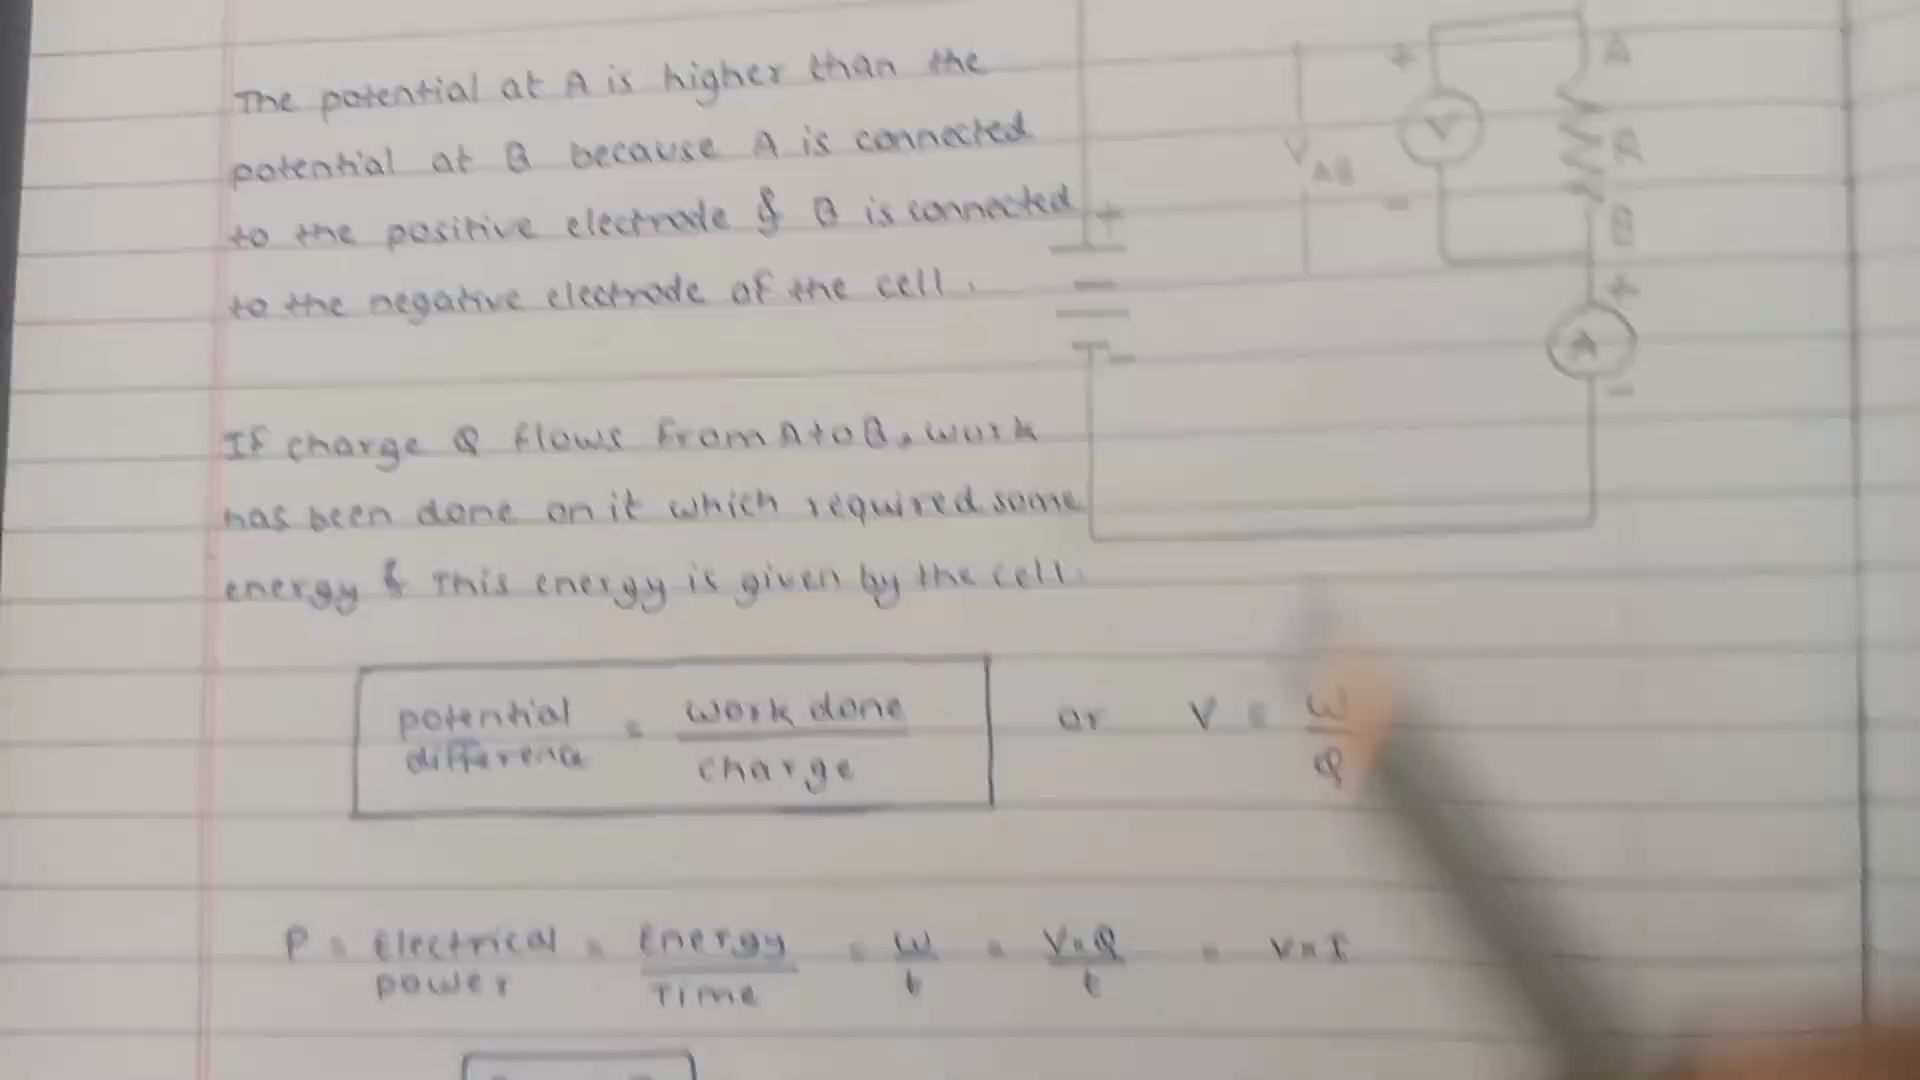 The potential at A is higher than the
potential at B because A is connected
to the positive electrode & B is connected
to the negative electrode of the cell.
+
V
A
R
B
VAB
+
-
+
-
A
+
-
If charge Q flows from A to B, work
has been done on it which required some
energy & This energy is given by the cell.
potential difference = work done / charge or V = W / Q
P = Electrical power = Energy / Time = W / t = V×Q / t = V×I